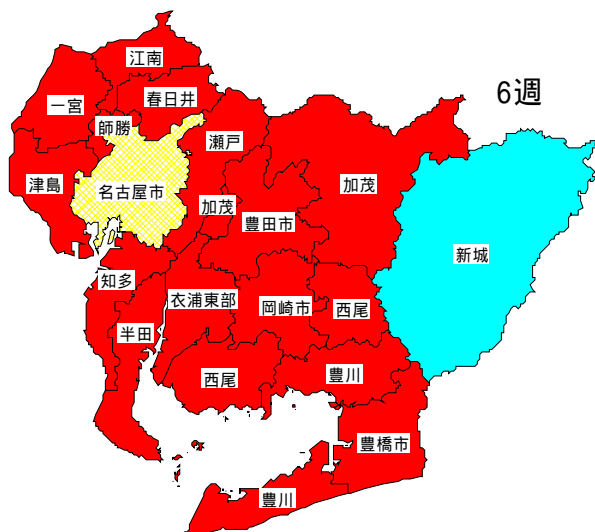 江南
6週
春日井
一宮
師勝
瀬戸
津島
名古屋市
加茂
加茂
豊田市
新城
知多
衣浦東部
岡崎市
西尾
半田
西尾
豊川
豊橋市
豊川